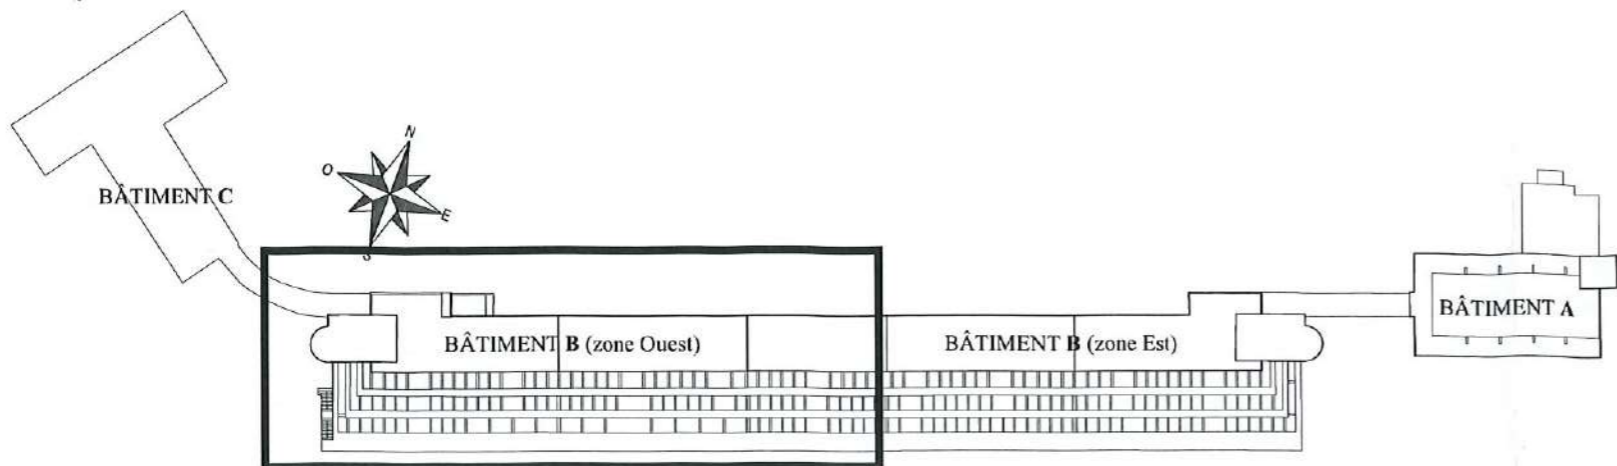 N
O
BÂTIMENT C
E
S
BÂTIMENT B (zone Ouest)
BÂTIMENT B (zone Est)
BÂTIMENT A